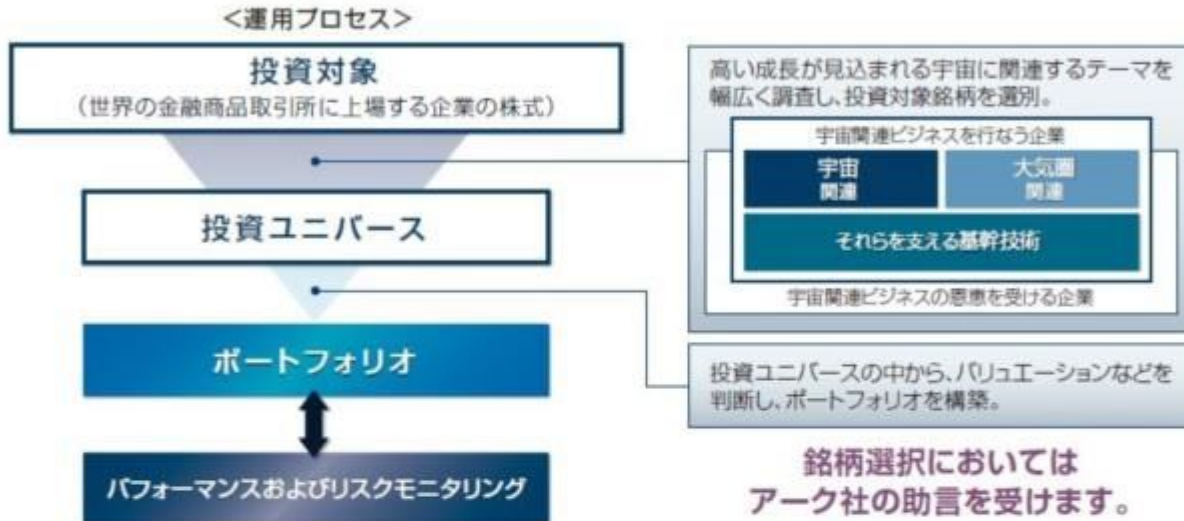 ＜運用プロセス＞
投資対象
（世界の金融商品取引所に上場する企業の株式）
投資ユニバース
ポートフォリオ
パフォーマンスおよびリスクモニタリング
高い成長が見込まれる宇宙に関連するテーマを
幅広く調査し、投資対象銘柄を選別。
宇宙関連ビジネスを行なう企業
宇宙
関連
大気圏
関連
それらを支える基幹技術
宇宙関連ビジネスの恩恵を受ける企業
投資ユニバースの中から、バリュエーションなどを
判断し、ポートフォリオを構築。
銘柄選択においては
アーク社の助言を受けます。